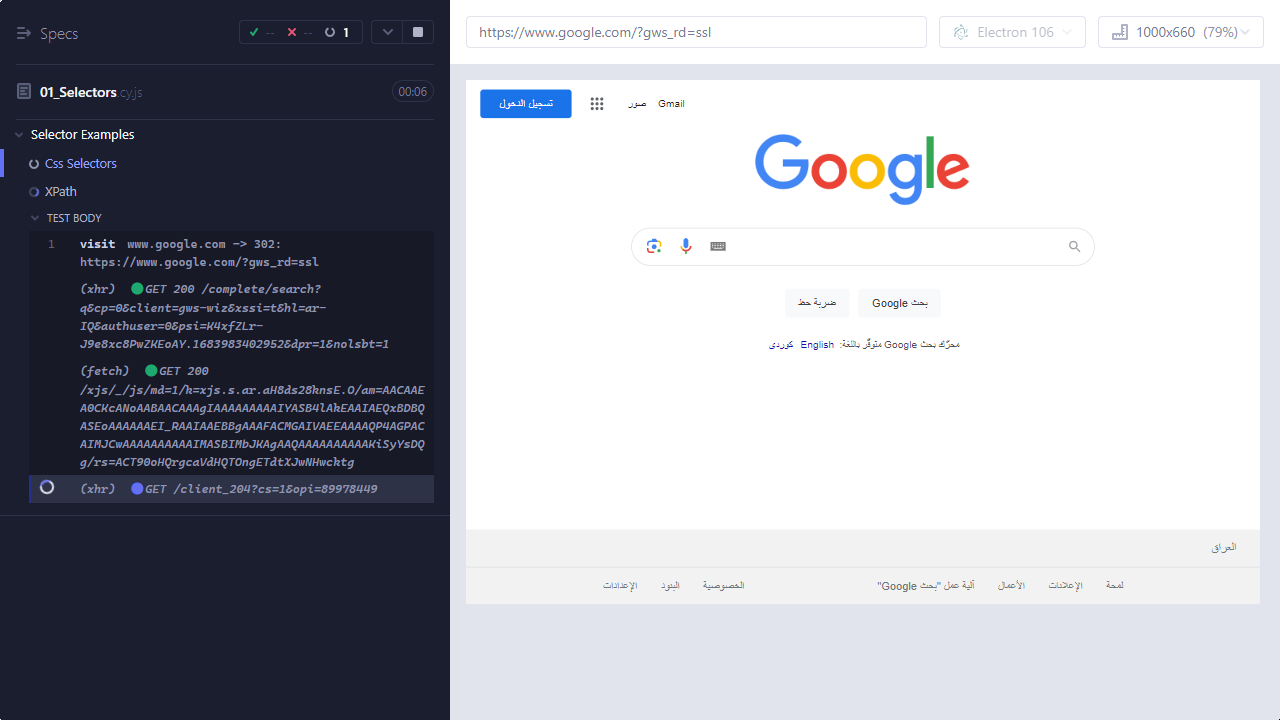 Specs
--
--
1
01_Selectors.cy.js
00:06
Selector Examples
Css Selectors
XPath
TEST BODY
1 visit www.google.com -> 302:
https://www.google.com/?gws_rd=ssl
(xhr) GET 200 /complete/search?
q&cp=0&client=gws-wiz&xssi=t&hl=ar-
IQ&authuser=0&psi=K4xfZLr-
J9e8xc8PwZKEoAY.1683983402952&dpr=1&nolsbt=1
(fetch) GET 200
/xjs/_/js/md=1/k=xjs.s.ar.aH8ds28knsE.O/am=AACAAE
A0CKcANoAABAACAAAgIAAAAAAAAAIYASB4lAkEAAIAEQxBDBQ
ASEoAAAAAAEI_RAAIAAEBBgAAAFACMGAIVAEEAAAAQP4AGPAC
AIMJCwAAAAAAAAAAIMASBIMbJKAgAAQAAAAAAAAAAKiSyYsDQ
g/rs=ACT90oHQrgcaVdHQTOngETdtXJwNHwcktg
(xhr) GET /client_204?cs=1&opi=89978449
https://www.google.com/?gws_rd=ssl
Electron 106
1000x660 (79%)
تسجيل الدخول
صور
Gmail
Google
بحث Google
ضربة حظ
محرّك بحث Google متوفّر باللغة: English كوردی
العراق
لمحة
الإعلانات
الأعمال
آلية عمل "بحث Google"
الخصوصية
البنود
الإعدادات